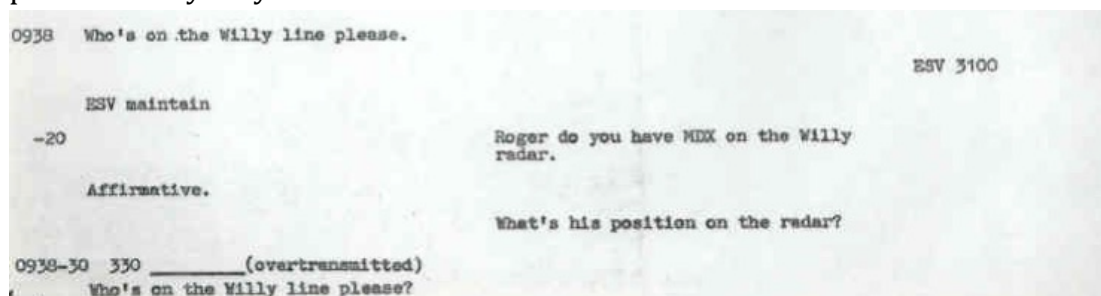 0938 Who's on the Willy line please.
ESV 3100
ESV maintain
-20 Roger do you have MDX on the Willy
radar.
Affirmative.
What's his position on the radar?
0938-30 330 ________(overtransmitted)
Who's on the Willy line please?